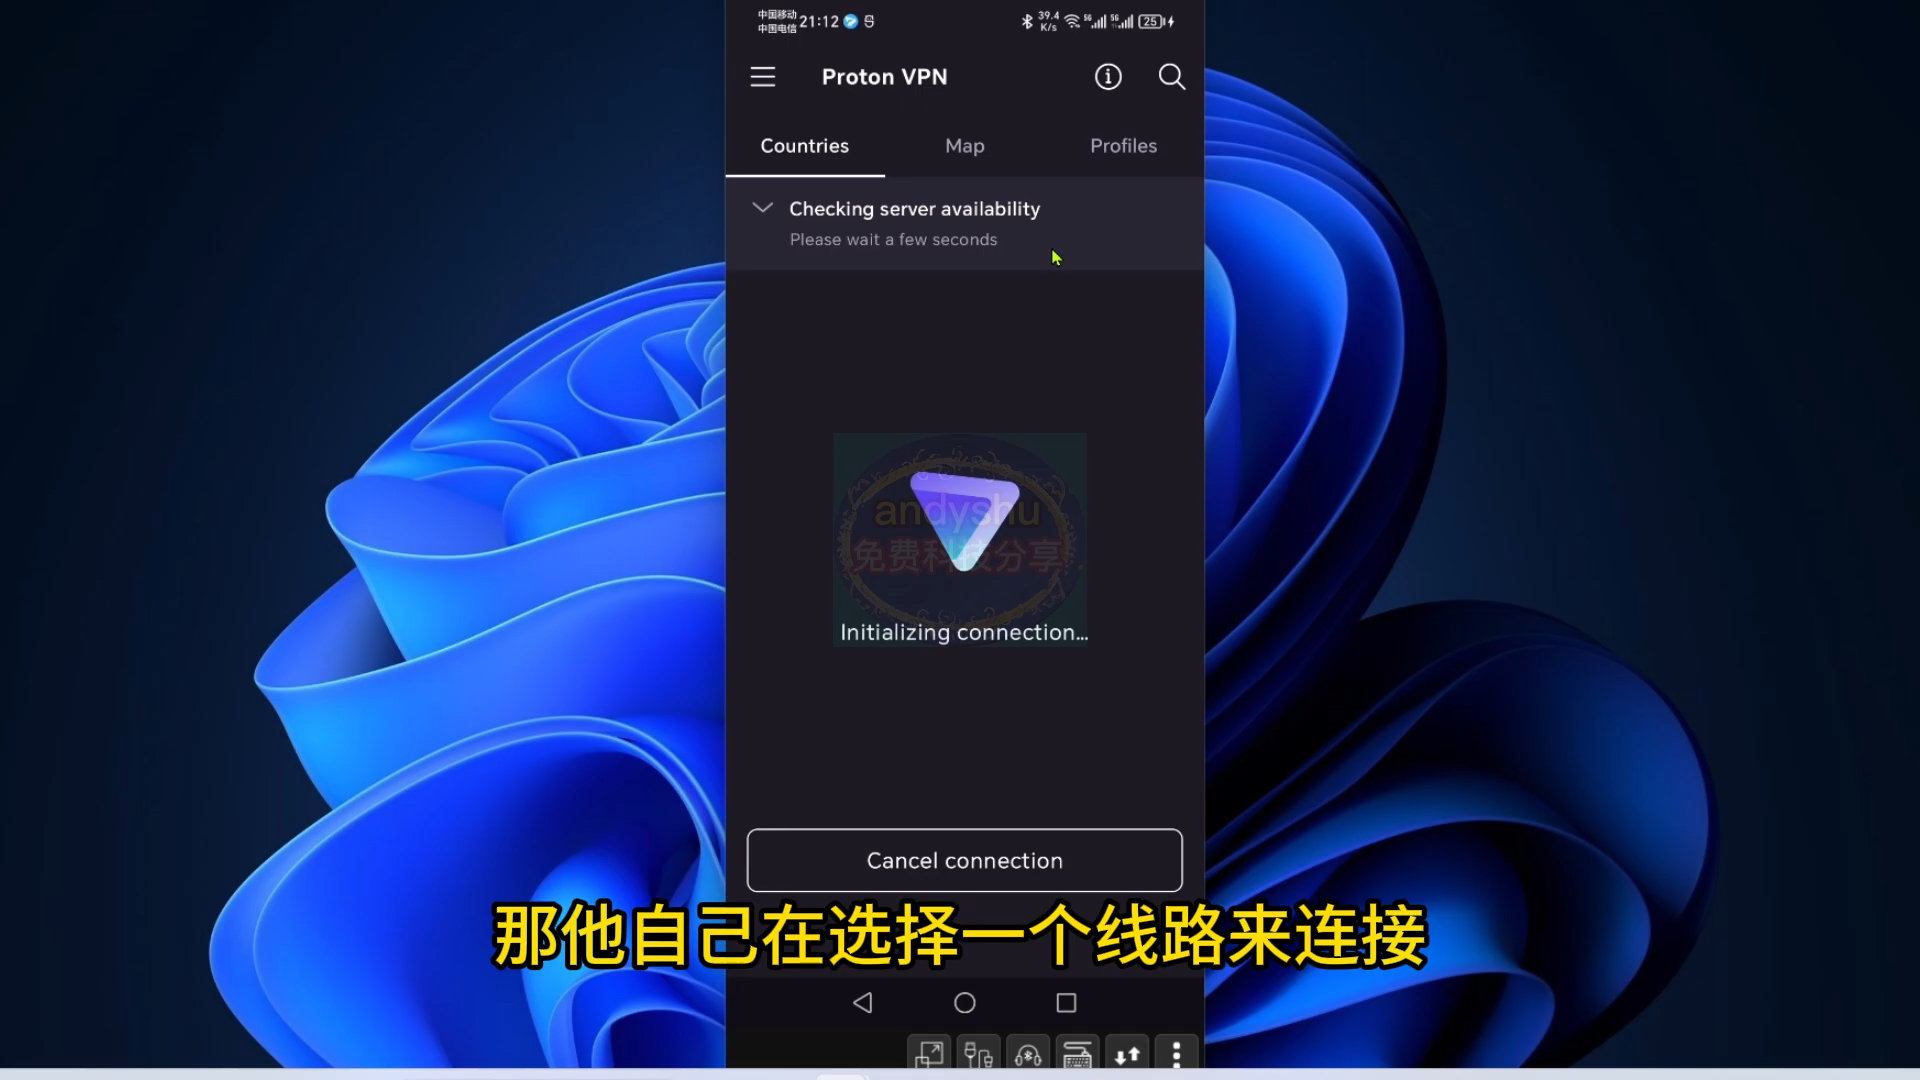 中国移动
中国电信
21:12
39.4
K/s
5G
5G
25
Proton VPN
Countries
Map
Profiles
Checking server availability
Please wait a few seconds
andyshu
免费科技分享
Initializing connection...
Cancel connection
那他自己在选择一个线路来连接